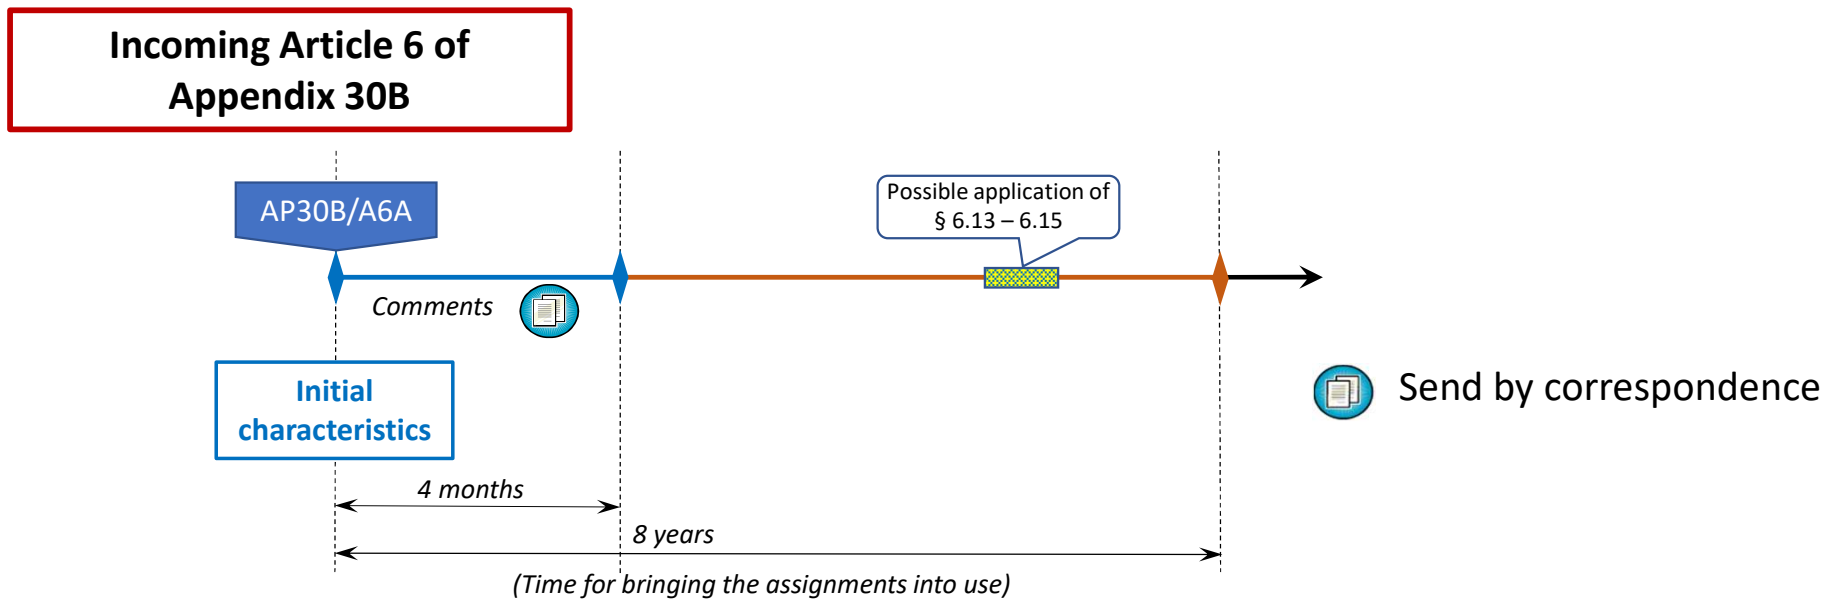 Incoming Article 6 of
Appendix 30B
AP30B/A6A
Possible application of
§ 6.13 – 6.15
Comments
Initial
characteristics
Send by correspondence
4 months
8 years
(Time for bringing the assignments into use)